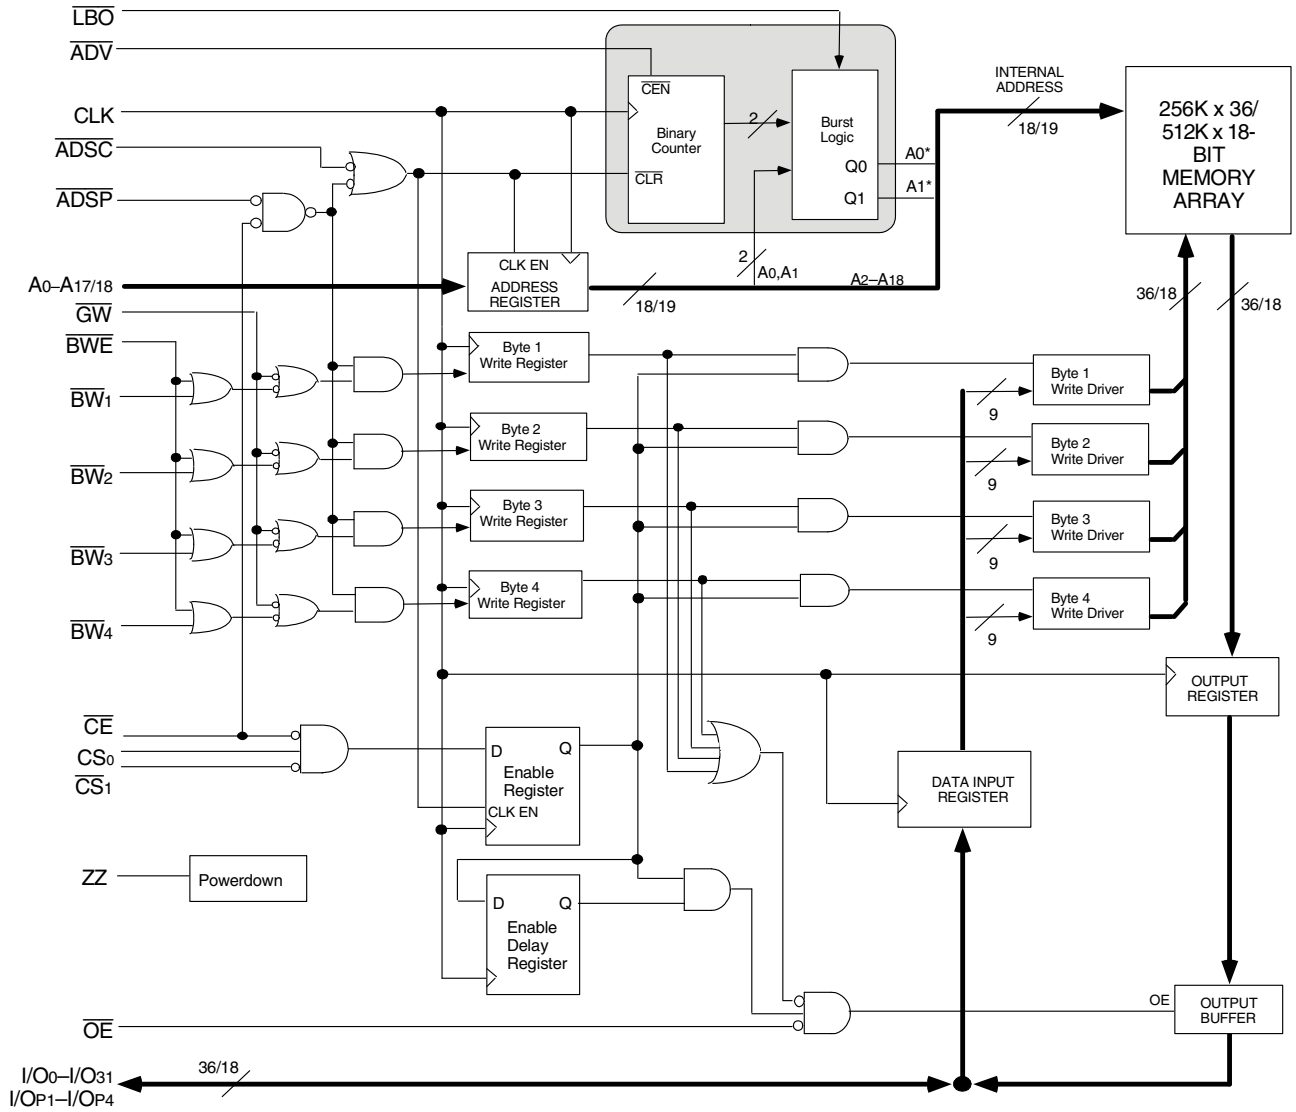 LBO
ADV
CLK
ADSC
ADSP
A0–A17/18
GW
BWE
BW1
BW2
BW3
BW4
CE
CS0
CS1
ZZ
Powerdown
OE
I/O0–I/O31
I/OP1–I/OP4
36/18
CEN
Binary
Counter
CLR
2
Burst
Logic
Q0
Q1
A0*
A1*
INTERNAL
ADDRESS
18/19
256K x 36/
512K x 18-
BIT
MEMORY
ARRAY
CLK EN
ADDRESS
REGISTER
18/19
2
A0,A1
A2–A18
36/18
36/18
Byte 1
Write Register
Byte 2
Write Register
Byte 3
Write Register
Byte 4
Write Register
9
Byte 1
Write Driver
9
Byte 2
Write Driver
9
Byte 3
Write Driver
9
Byte 4
Write Driver
OUTPUT
REGISTER
D
Q
Enable
Register
CLK EN
DATA INPUT
REGISTER
D
Q
Enable
Delay
Register
OE
OUTPUT
BUFFER